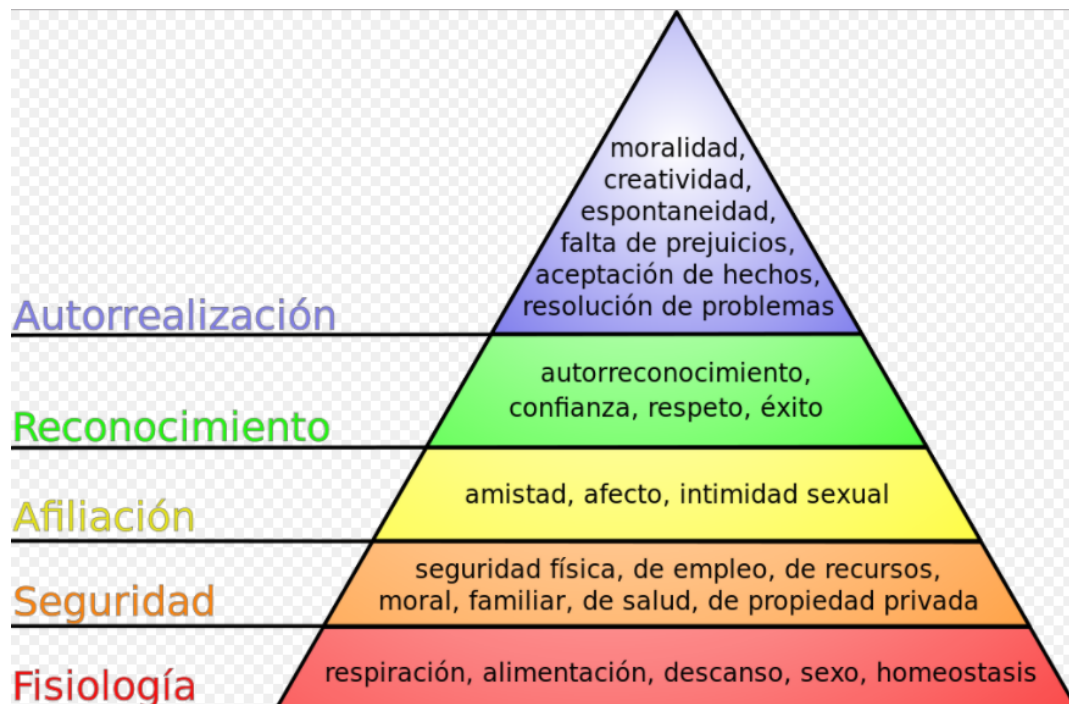 moralidad,
creatividad,
espontaneidad,
falta de prejuicios,
aceptación de hechos,
resolución de problemas
Autorrealización
autorreconocimiento,
confianza, respeto, éxito
Reconocimiento
amistad, afecto, intimidad sexual
Afiliación
seguridad física, de empleo, de recursos,
moral, familiar, de salud, de propiedad privada
Seguridad
respiración, alimentación, descanso, sexo, homeostasis
Fisiología